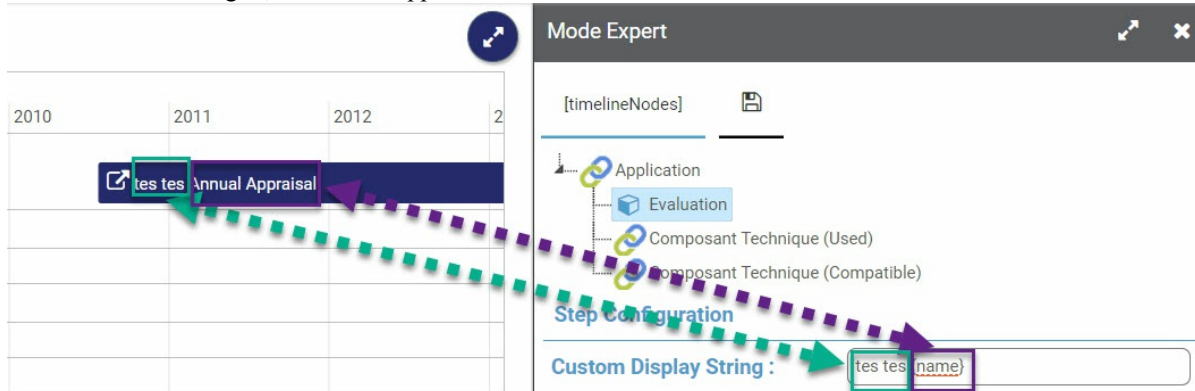 Mode Expert
[timelineNodes]
2010 2011 2012 2
Application
tes tes Annual Appraisal
Evaluation
Composant Technique (Used)
Composant Technique (Compatible)
Step Configuration
Custom Display String :
tes tes {name}